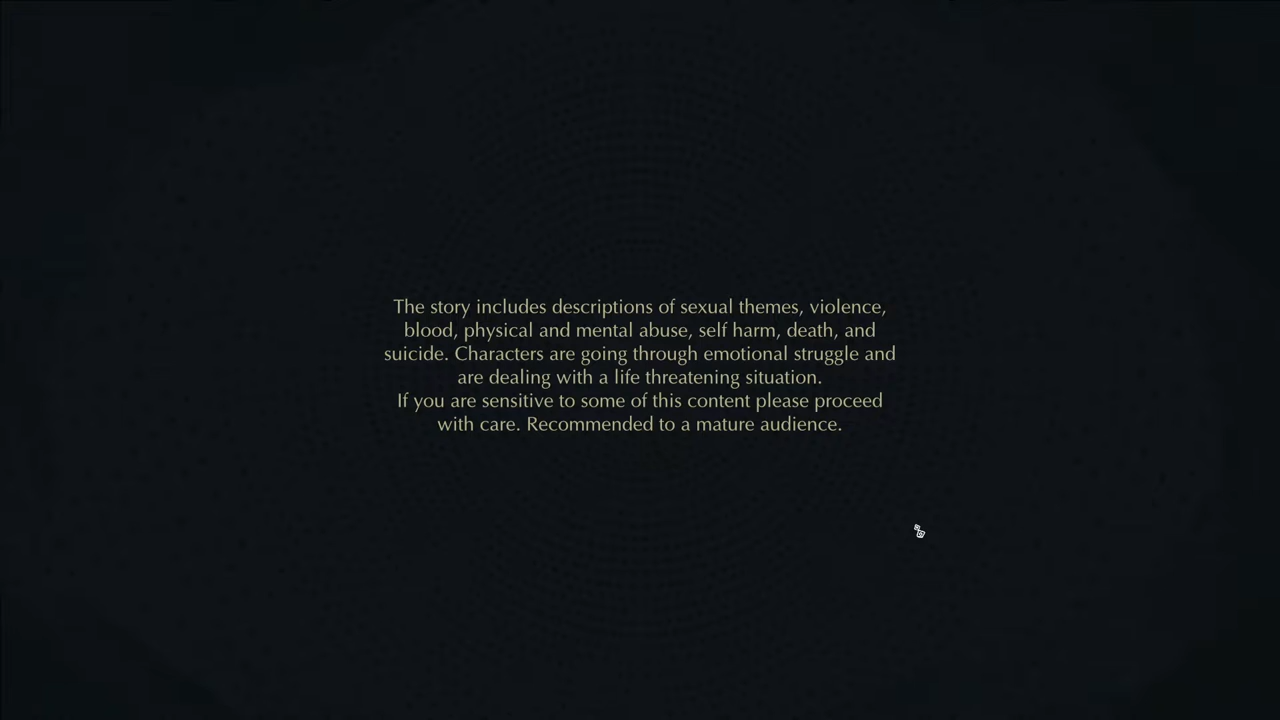 The story includes descriptions of sexual themes, violence,
blood, physical and mental abuse, self harm, death, and
suicide. Characters are going through emotional struggle and
are dealing with a life threatening situation.
If you are sensitive to some of this content please proceed
with care. Recommended to a mature audience.